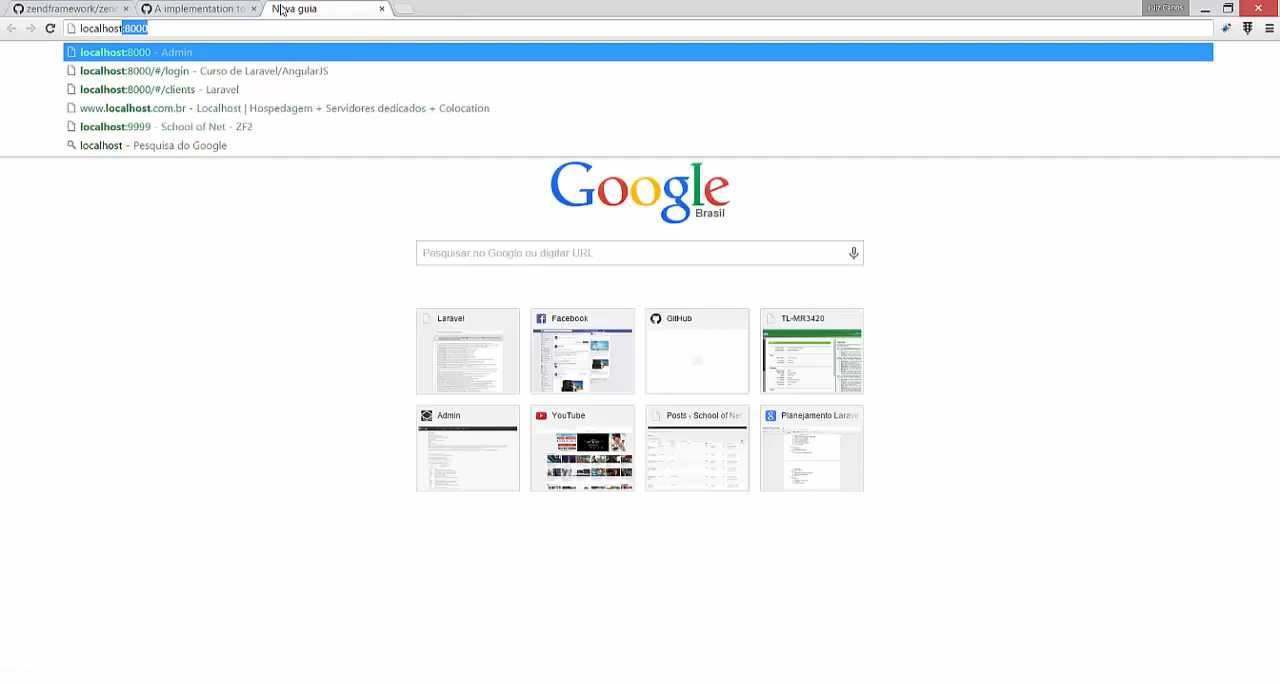 zendframework/zen
A implementation to
Nova guia
Luiz Carlos
localhost:8000
localhost:8000 - Admin
localhost:8000/#/login - Curso de Laravel/AngularJS
localhost:8000/#/clients - Laravel
www.localhost.com.br - Localhost | Hospedagem + Servidores dedicados + Colocation
localhost:9999 - School of Net - ZF2
localhost - Pesquisa do Google
Google
Brasil
Pesquisar no Google ou digitar URL
Laravel
Facebook
GitHub
TL-MR3420
Admin
YouTube
Posts - School of Net
Planejamento Larave